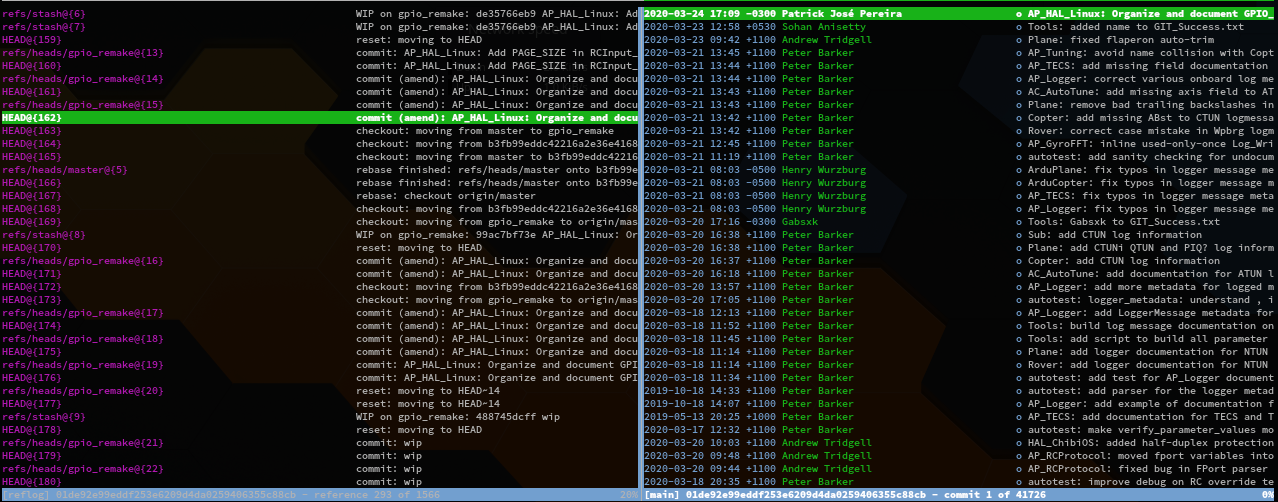 refs/stash@{6} WIP on gpio_remake: de35766eb9 AP_HAL_Linux: Ad
refs/stash@{7} WIP on gpio_remake: de35766eb9 AP_HAL_Linux: Ad
HEAD@{159} reset: moving to HEAD
refs/heads/gpio_remake@{13} commit: AP_HAL_Linux: Add PAGE_SIZE in RCInput_
HEAD@{160} commit: AP_HAL_Linux: Add PAGE_SIZE in RCInput_
refs/heads/gpio_remake@{14} commit (amend): AP_HAL_Linux: Organize and docu
HEAD@{161} commit (amend): AP_HAL_Linux: Organize and docu
refs/heads/gpio_remake@{15} commit (amend): AP_HAL_Linux: Organize and docu
HEAD@{162} commit (amend): AP_HAL_Linux: Organize and docu
HEAD@{163} checkout: moving from master to gpio_remake
HEAD@{164} checkout: moving from b3fb99eddc42216a2e36e4168
HEAD@{165} checkout: moving from master to b3fb99eddc42216
refs/heads/master@{5} rebase finished: refs/heads/master onto b3fb99e
HEAD@{166} rebase finished: refs/heads/master onto b3fb99e
HEAD@{167} rebase: checkout origin/master
HEAD@{168} checkout: moving from b3fb99eddc42216a2e36e4168
HEAD@{169} checkout: moving from gpio_remake to origin/mas
refs/stash@{8} WIP on gpio_remake: 99ae7bf73e AP_HAL_Linux: Or
HEAD@{170} reset: moving to HEAD
refs/heads/gpio_remake@{16} commit (amend): AP_HAL_Linux: Organize and docu
HEAD@{171} commit (amend): AP_HAL_Linux: Organize and docu
HEAD@{172} checkout: moving from b3fb99eddc42216a2e36e4168
HEAD@{173} checkout: moving from gpio_remake to origin/mas
refs/heads/gpio_remake@{17} commit (amend): AP_HAL_Linux: Organize and docu
HEAD@{174} commit (amend): AP_HAL_Linux: Organize and docu
refs/heads/gpio_remake@{18} commit (amend): AP_HAL_Linux: Organize and docu
HEAD@{175} commit (amend): AP_HAL_Linux: Organize and docu
refs/heads/gpio_remake@{19} commit: AP_HAL_Linux: Organize and document GPI
HEAD@{176} commit: AP_HAL_Linux: Organize and document GPI
refs/heads/gpio_remake@{20} reset: moving to HEAD~14
HEAD@{177} reset: moving to HEAD~14
refs/stash@{9} WIP on gpio_remake: 488745dcff wip
HEAD@{178} reset: moving to HEAD
refs/heads/gpio_remake@{21} commit: wip
HEAD@{179} commit: wip
refs/heads/gpio_remake@{22} commit: wip
HEAD@{180} commit: wip
[reflog] 01de92e99eddf253e6209d4da0259406355c88cb - reference 293 of 1566 20%
2020-03-24 17:09 -0300 Patrick José Pereira o AP_HAL_Linux: Organize and document GPIO_
2020-03-23 12:58 +0530 Sohan Anisetty o Tools: added name to GIT_Success.txt
2020-03-23 09:42 +1100 Andrew Tridgell o Plane: fixed flaperon auto-trim
2020-03-21 13:45 +1100 Peter Barker o AP_Tuning: avoid name collision with Copt
2020-03-21 13:44 +1100 Peter Barker o AP_TECS: add missing field documentation
2020-03-21 13:44 +1100 Peter Barker o AP_Logger: correct various onboard log me
2020-03-21 13:43 +1100 Peter Barker o AC_AutoTune: add missing axis field to AT
2020-03-21 13:43 +1100 Peter Barker o Plane: remove bad trailing backslashes in
2020-03-21 13:42 +1100 Peter Barker o Copter: add missing ABst to CTUN logmessa
2020-03-21 13:42 +1100 Peter Barker o Rover: correct case mistake in Wpbrg logm
2020-03-21 12:45 +1100 Peter Barker o AP_GyroFFT: inline used-only-once Log_Wri
2020-03-21 11:19 +1100 Peter Barker o autotest: add sanity checking for undocum
2020-03-21 08:03 -0500 Henry Wurzburg o ArduPlane: fix typos in logger message m
2020-03-21 08:03 -0500 Henry Wurzburg o ArduCopter: fix typos in logger message m
2020-03-21 08:03 -0500 Henry Wurzburg o AP_TECS: fix typos in logger message meta
2020-03-21 08:03 -0500 Henry Wurzburg o AP_Logger: fix typos in logger message me
2020-03-20 17:16 -0300 Gabsxk o Tools: Gabsxk to GIT_Success.txt
2020-03-20 16:38 +1100 Peter Barker o Sub: add CTUN log information
2020-03-20 16:38 +1100 Peter Barker o Plane: add CTUNi QTUN and PIQ? log inform
2020-03-20 16:37 +1100 Peter Barker o Copter: add CTUN log information
2020-03-20 16:18 +1100 Peter Barker o AC_AutoTune: add documentation for ATUN l
2020-03-20 13:57 +1100 Peter Barker o AP_Logger: add more metadata for logged m
2020-03-20 17:05 +1100 Peter Barker o autotest: logger_metadata: understand , i
2020-03-18 12:13 +1100 Peter Barker o AP_Logger: add LoggerMessage metadata for
2020-03-18 11:52 +1100 Peter Barker o Tools: build log message documentation on
2020-03-18 11:45 +1100 Peter Barker o Tools: add script to build all parameter
2020-03-18 11:14 +1100 Peter Barker o Plane: add logger documentation for NTUN
2020-03-18 11:14 +1100 Peter Barker o Rover: add logger documentation for NTUN
2020-03-18 11:34 +1100 Peter Barker o autotest: add test for AP_Logger document
2019-10-18 14:33 +1100 Peter Barker o autotest: add parser for the logger metad
2019-10-18 14:07 +1100 Peter Barker o AP_Logger: add example of documentation f
2019-05-13 20:25 +1000 Peter Barker o AP_TECS: add documentation for TECS and T
2020-03-17 12:32 +1100 Peter Barker o autotest: make verify_parameter_values mo
2020-03-20 10:03 +1100 Andrew Tridgell o HAL_ChibiOS: added half-duplex protection
2020-03-20 09:48 +1100 Andrew Tridgell o AP_RCProtocol: moved fport variables into
2020-03-20 09:44 +1100 Andrew Tridgell o AP_RCProtocol: fixed bug in FPort parser
2020-03-18 20:35 +1100 Peter Barker o autotest: improve debug on RC override te
[main] 01de92e99eddf253e6209d4da0259406355c88cb - commit 1 of 41726 0%